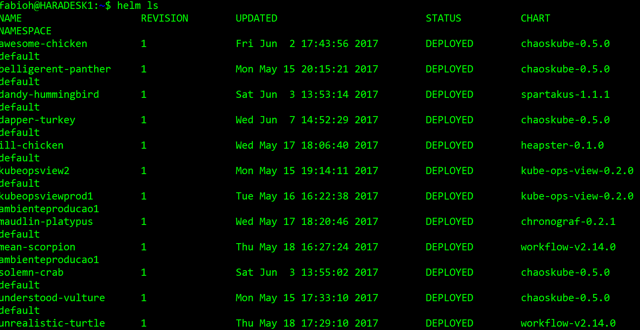 fabioh@HARADESK1:~$ helm ls
NAME REVISION UPDATED STATUS CHART
NAMESPACE
awesome-chicken 1 Fri Jun 2 17:43:56 2017 DEPLOYED chaoskube-0.5.0
default
belligerent-panther 1 Mon May 15 20:15:21 2017 DEPLOYED chaoskube-0.5.0
default
dandy-hummingbird 1 Sat Jun 3 13:53:14 2017 DEPLOYED spartakus-1.1.1
default
dapper-turkey 1 Wed Jun 7 14:52:29 2017 DEPLOYED chaoskube-0.5.0
default
ill-chicken 1 Wed May 17 18:06:40 2017 DEPLOYED heapster-0.1.0
default
kubeopsview2 1 Mon May 15 19:14:11 2017 DEPLOYED kube-ops-view-0.2.0
default
kubeopsviewprod1 1 Tue May 16 16:22:38 2017 DEPLOYED kube-ops-view-0.2.0
ambienteproducao1
maudlin-platypus 1 Wed May 17 18:20:46 2017 DEPLOYED chronograf-0.2.1
default
mean-scorpion 1 Thu May 18 16:27:24 2017 DEPLOYED workflow-v2.14.0
ambienteproducao1
solemn-crab 1 Sat Jun 3 13:55:02 2017 DEPLOYED chaoskube-0.5.0
default
understood-vulture 1 Mon May 15 17:33:10 2017 DEPLOYED chaoskube-0.5.0
default
unrealistic-turtle 1 Thu May 18 17:29:10 2017 DEPLOYED workflow-v2.14.0